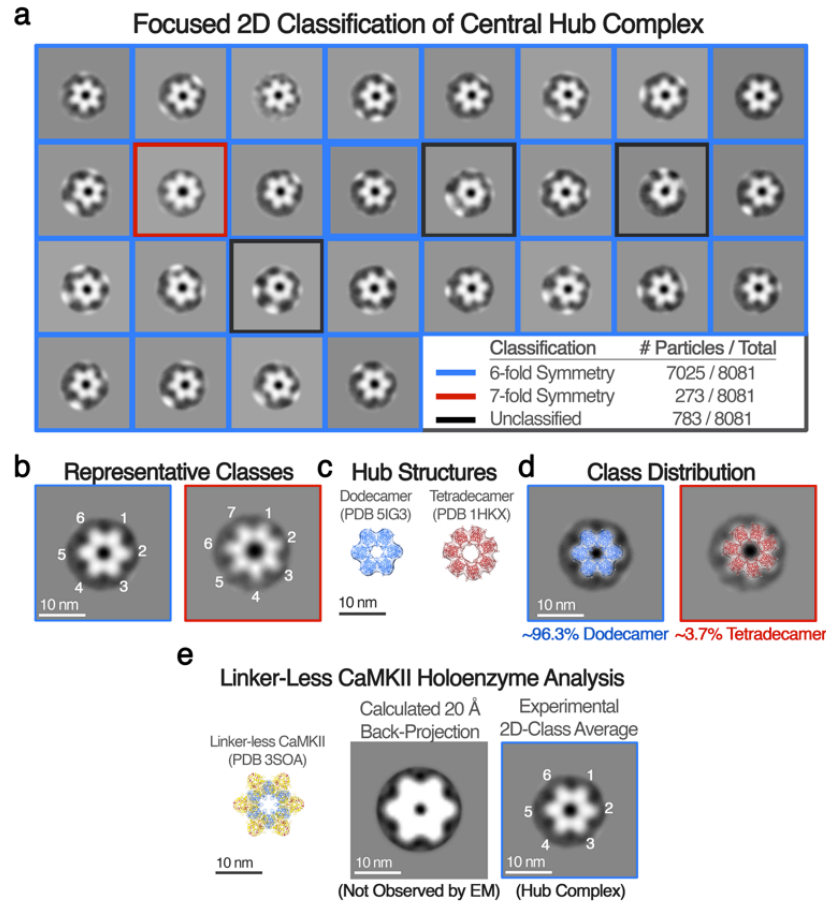 a
Focused 2D Classification of Central Hub Complex
Classification # Particles / Total
6-fold Symmetry 7025 / 8081
7-fold Symmetry 273 / 8081
Unclassified 783 / 8081
b Representative Classes
6 1
5 2
4 3
10 nm
7 1
6 2
5 3
4
10 nm
c Hub Structures
Dodecamer
(PDB 5IG3)
Tetradecamer
(PDB 1HKX)
10 nm
d Class Distribution
10 nm
~96.3% Dodecamer
~3.7% Tetradecamer
e
Linker-Less CaMKII Holoenzyme Analysis
Linker-less CaMKII
(PDB 3SOA)
10 nm
Calculated 20 Å
Back-Projection
10 nm
(Not Observed by EM)
Experimental
2D-Class Average
6 1
5 2
4 3
10 nm
(Hub Complex)